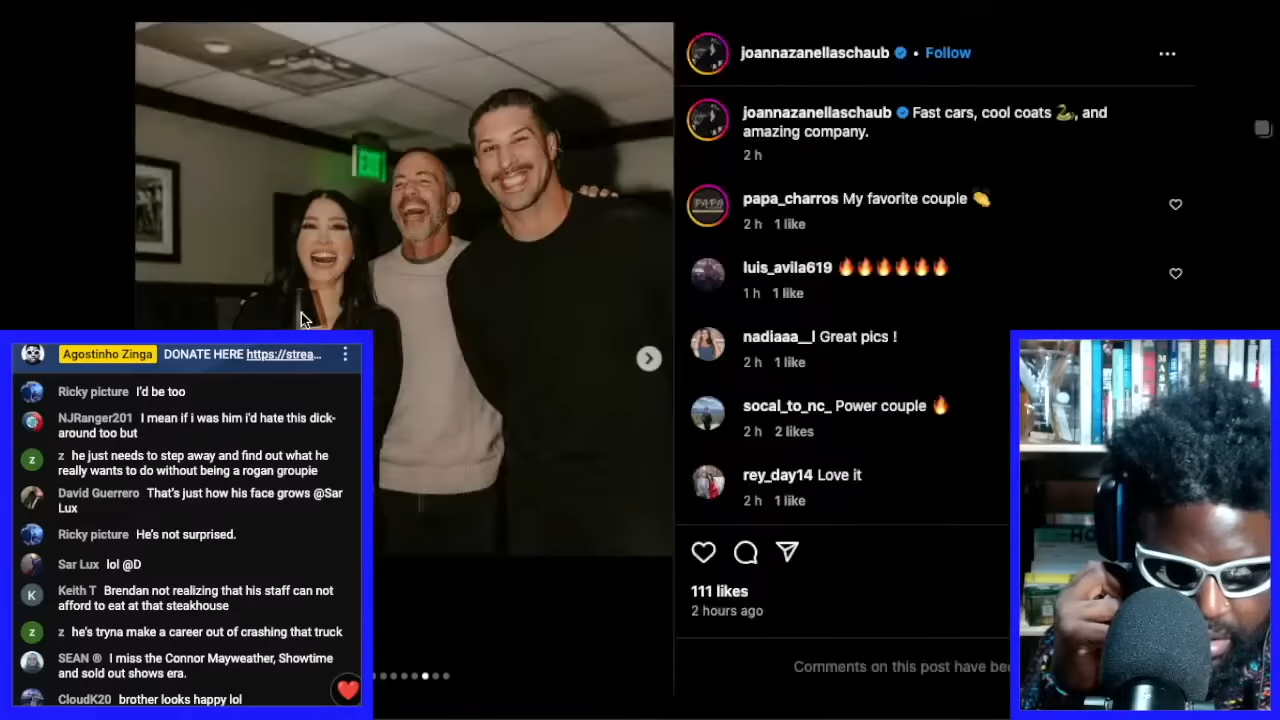 joannazanellaschaub • Follow
joannazanellaschaub Fast cars, cool coats 🐍, and
amazing company.
2 h
papa_charros My favorite couple 👏
2 h 1 like
luis_avila619 🔥🔥🔥🔥🔥🔥
1 h 1 like
nadiaaa__l Great pics !
2 h 1 like
socal_to_nc_ Power couple 🔥
2 h 2 likes
rey_day14 Love it
2 h 1 like
111 likes
2 hours ago
Comments on this post have bee
Agostinho Zinga DONATE HERE https://strea...
Ricky picture I'd be too
NJRanger201 I mean if i was him i'd hate this dick-
around too but
z he just needs to step away and find out what he
really wants to do without being a rogan groupie
David Guerrero That's just how his face grows @Sar
Lux
Ricky picture He's not surprised.
Sar Lux lol @D
Keith T Brendan not realizing that his staff can not
afford to eat at that steakhouse
z he's tryna make a career out of crashing that truck
SEAN ® I miss the Connor Mayweather, Showtime
and sold out shows era.
CloudK20 brother looks happy lol